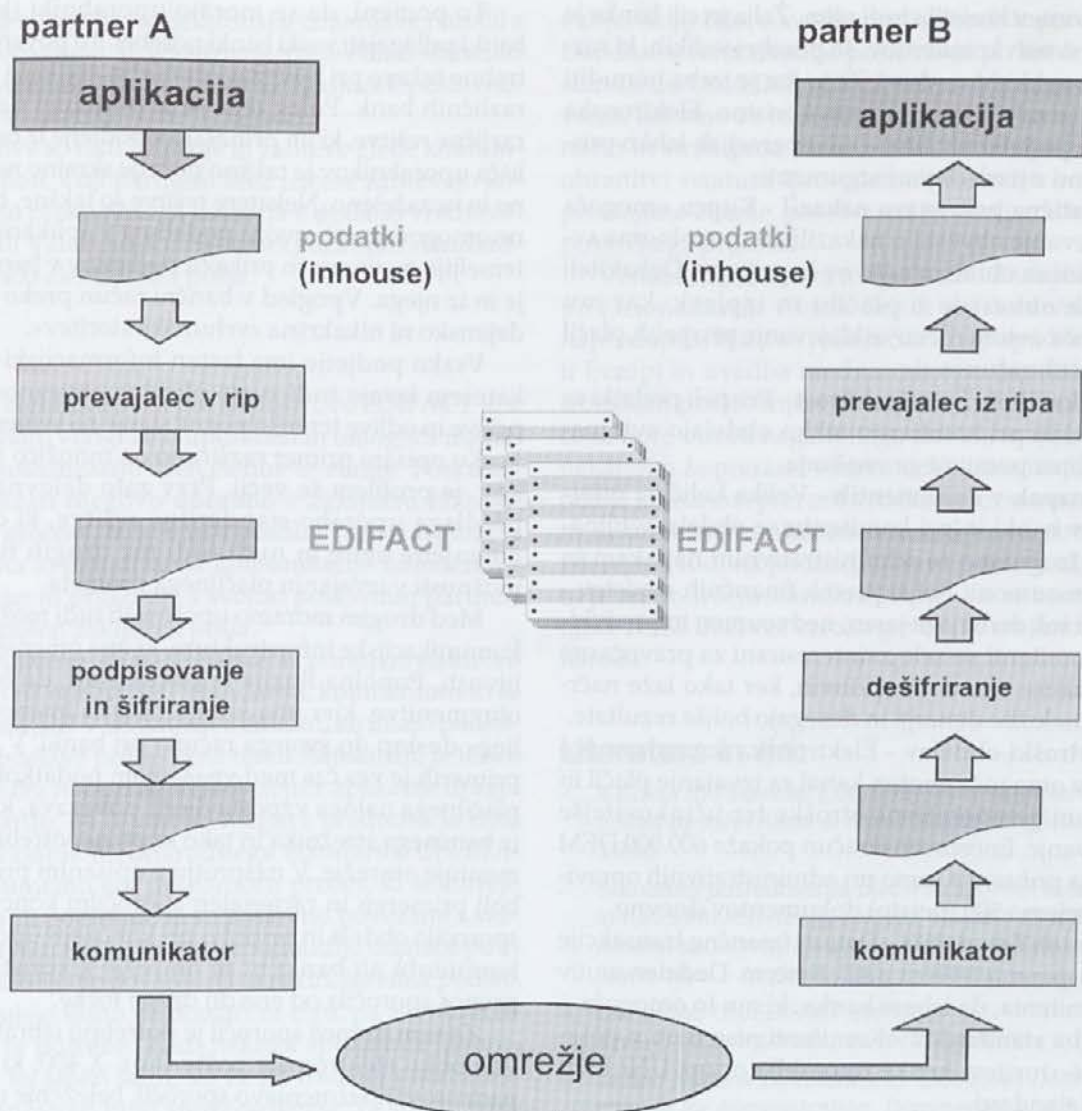 partner A
aplikacija
podatki
(inhouse)
prevajalec v rip
EDIFACT
podpisovanje
in šifriranje
komunikator
omrežje
partner B
aplikacija
podatki
(inhouse)
prevajalec iz ripa
EDIFACT
dešifriranje
komunikator